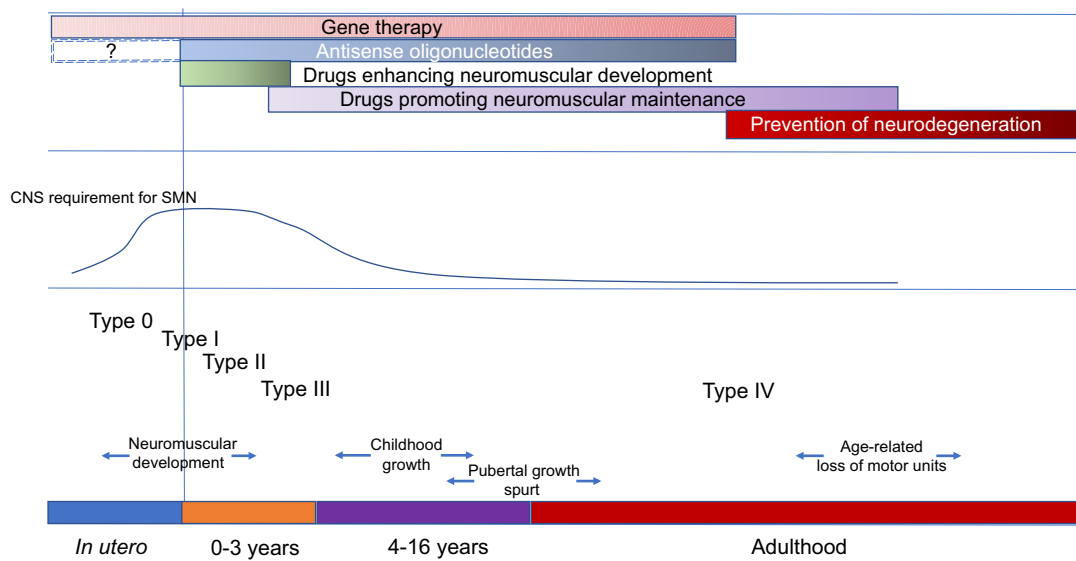 Gene therapy
?
Antisense oligonucleotides
Drugs enhancing neuromuscular development
Drugs promoting neuromuscular maintenance
Prevention of neurodegeneration
CNS requirement for SMN
Type 0
Type I
Type II
Type III
Type IV
Neuromuscular
development
Childhood
growth
Pubertal growth
spurt
Age-related
loss of motor units
In utero
0-3 years
4-16 years
Adulthood